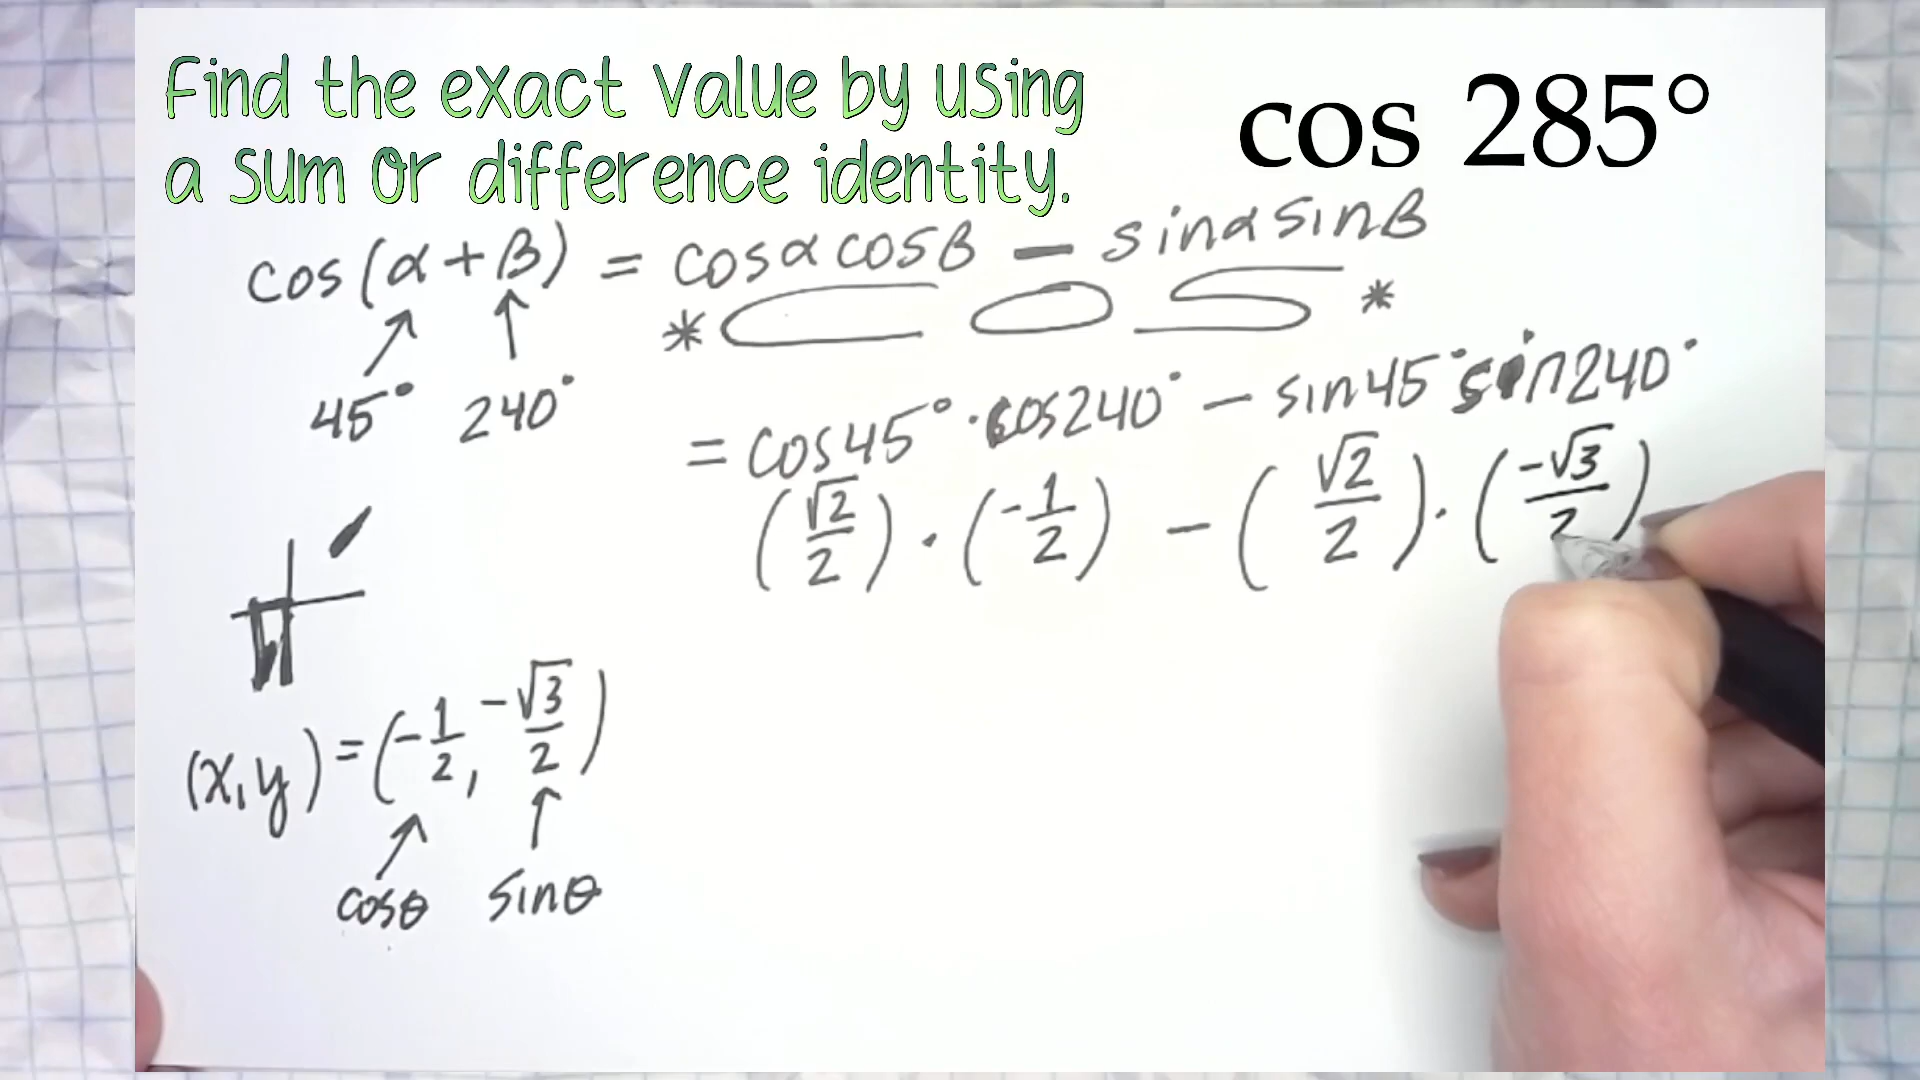 Find the exact value by using
a sum or difference identity.
cos 285°
cos(α+β) = cosα cosβ − sinα sinβ
* *
45° 240°
= cos45° · cos240° − sin45° sin240°
(√2/2) · (-1/2) − (√2/2) · (-√3/2)
(x,y) = (-1/2, -√3/2)
cosθ sinθ